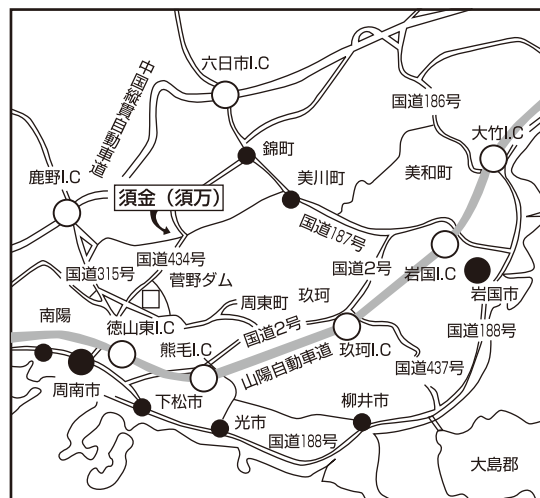 六日市I.C
中国縦貫自動車道
国道186号
大竹I.C
錦町
鹿野I.C
美川町
美和町
須金（須万）
国道187号
国道434号
国道2号
岩国I.C
国道315号
菅野ダム
岩国市
周東町
玖珂
南陽
徳山東I.C
国道2号
国道188号
熊毛I.C
山陽自動車道
玖珂I.C
国道437号
周南市
下松市
柳井市
光市
国道188号
大島郡